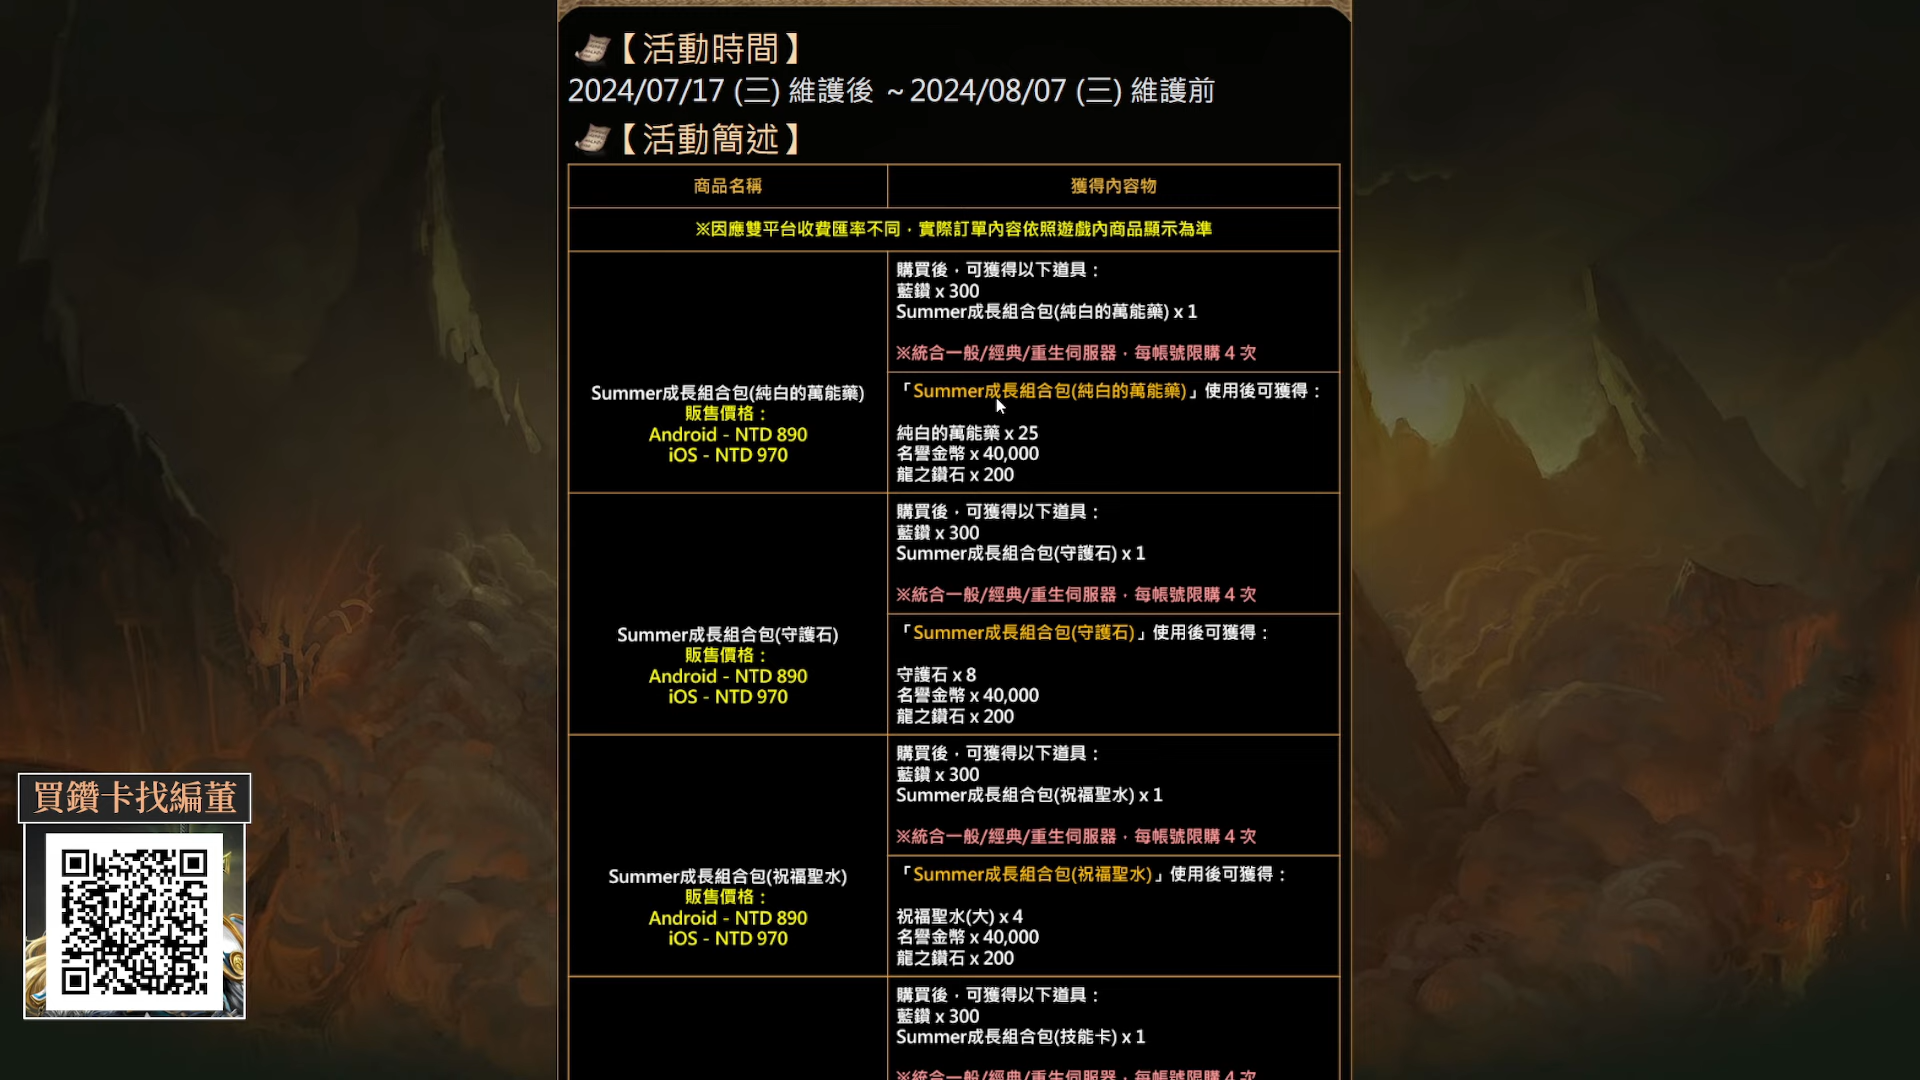 【活動時間】
2024/07/17 (三) 維護後 ~ 2024/08/07 (三) 維護前
【活動簡述】
商品名稱
獲得內容物
※因應雙平台收費匯率不同，實際訂單內容依照遊戲內商品顯示為準
Summer成長組合包(純白的萬能藥)
販售價格：
Android - NTD 890
iOS - NTD 970
購買後，可獲得以下道具：
藍鑽 x 300
Summer成長組合包(純白的萬能藥) x 1
※統合一般/經典/重生伺服器，每帳號限購 4 次
「Summer成長組合包(純白的萬能藥)」使用後可獲得：
純白的萬能藥 x 25
名譽金幣 x 40,000
龍之鑽石 x 200
Summer成長組合包(守護石)
販售價格：
Android - NTD 890
iOS - NTD 970
購買後，可獲得以下道具：
藍鑽 x 300
Summer成長組合包(守護石) x 1
※統合一般/經典/重生伺服器，每帳號限購 4 次
「Summer成長組合包(守護石)」使用後可獲得：
守護石 x 8
名譽金幣 x 40,000
龍之鑽石 x 200
Summer成長組合包(祝福聖水)
販售價格：
Android - NTD 890
iOS - NTD 970
購買後，可獲得以下道具：
藍鑽 x 300
Summer成長組合包(祝福聖水) x 1
※統合一般/經典/重生伺服器，每帳號限購 4 次
「Summer成長組合包(祝福聖水)」使用後可獲得：
祝福聖水(大) x 4
名譽金幣 x 40,000
龍之鑽石 x 200
購買後，可獲得以下道具：
藍鑽 x 300
Summer成長組合包(技能卡) x 1
※統合一般/經典/重生伺服器，每帳號限購 4 次
買鑽卡找編董